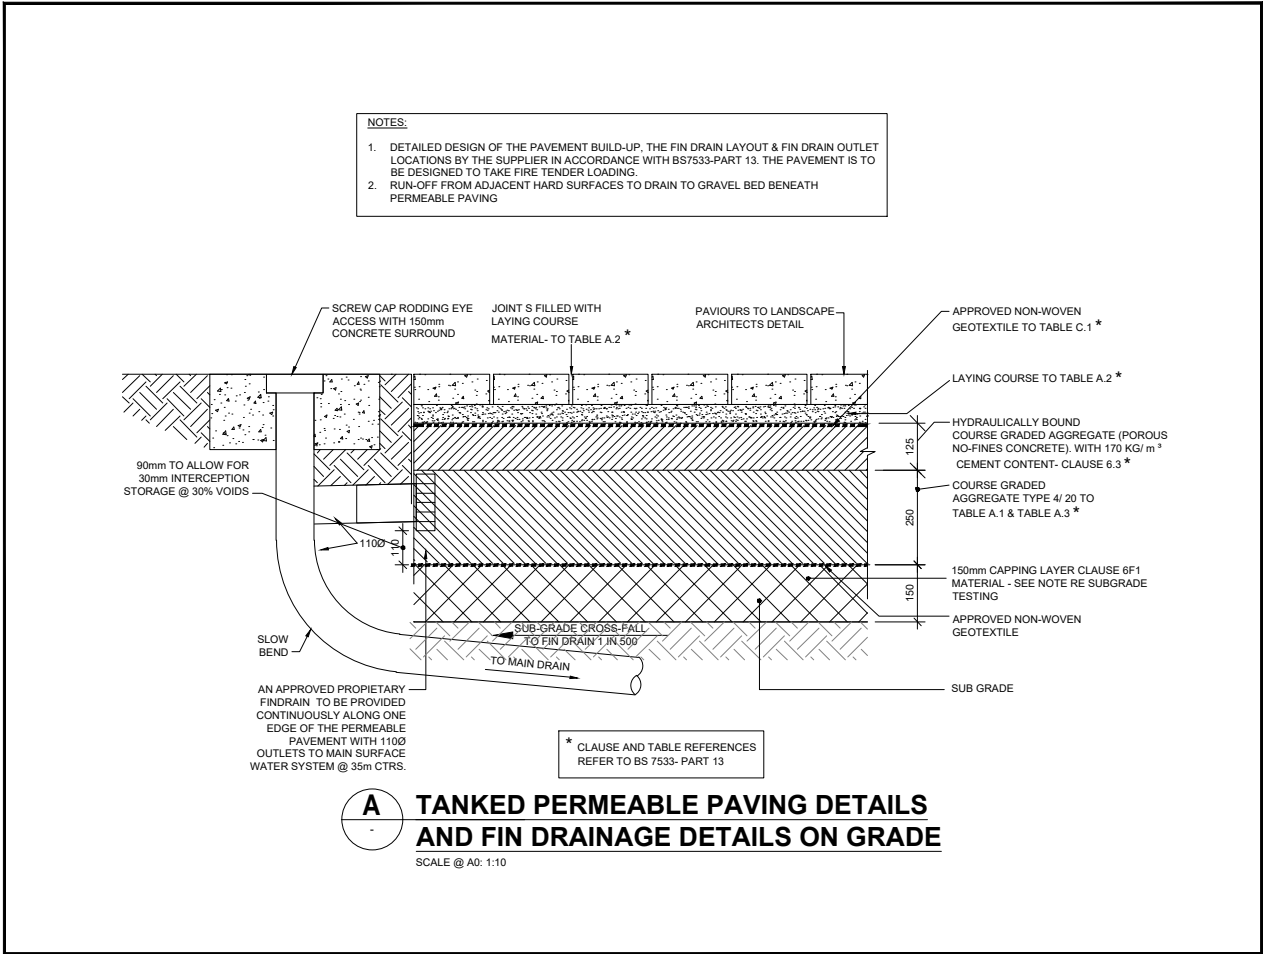 NOTES:
1. DETAILED DESIGN OF THE PAVEMENT BUILD-UP, THE FIN DRAIN LAYOUT & FIN DRAIN OUTLET
LOCATIONS BY THE SUPPLIER IN ACCORDANCE WITH BS7533-PART 13. THE PAVEMENT IS TO
BE DESIGNED TO TAKE FIRE TENDER LOADING.
2. RUN-OFF FROM ADJACENT HARD SURFACES TO DRAIN TO GRAVEL BED BENEATH
PERMEABLE PAVING
SCREW CAP RODDING EYE
ACCESS WITH 150mm
CONCRETE SURROUND
JOINT S FILLED WITH
LAYING COURSE
MATERIAL- TO TABLE A.2 *
PAVIOURS TO LANDSCAPE
ARCHITECTS DETAIL
APPROVED NON-WOVEN
GEOTEXTILE TO TABLE C.1 *
LAYING COURSE TO TABLE A.2 *
HYDRAULICALLY BOUND
COURSE GRADED AGGREGATE (POROUS
NO-FINES CONCRETE). WITH 170 KG/ m ³
CEMENT CONTENT- CLAUSE 6.3 *
COURSE GRADED
AGGREGATE TYPE 4/ 20 TO
TABLE A.1 & TABLE A.3 *
150mm CAPPING LAYER CLAUSE 6F1
MATERIAL - SEE NOTE RE SUBGRADE
TESTING
APPROVED NON-WOVEN
GEOTEXTILE
SUB GRADE
125
250
150
90mm TO ALLOW FOR
30mm INTERCEPTION
STORAGE @ 30% VOIDS
110Ø
110
SLOW
BEND
SUB-GRADE CROSS-FALL
TO FIN DRAIN 1 IN 500
TO MAIN DRAIN
AN APPROVED PROPIETARY
FINDRAIN TO BE PROVIDED
CONTINUOUSLY ALONG ONE
EDGE OF THE PERMEABLE
PAVEMENT WITH 110Ø
OUTLETS TO MAIN SURFACE
WATER SYSTEM @ 35m CTRS.
* CLAUSE AND TABLE REFERENCES
REFER TO BS 7533- PART 13
A
-
TANKED PERMEABLE PAVING DETAILS
AND FIN DRAINAGE DETAILS ON GRADE
SCALE @ A0: 1:10